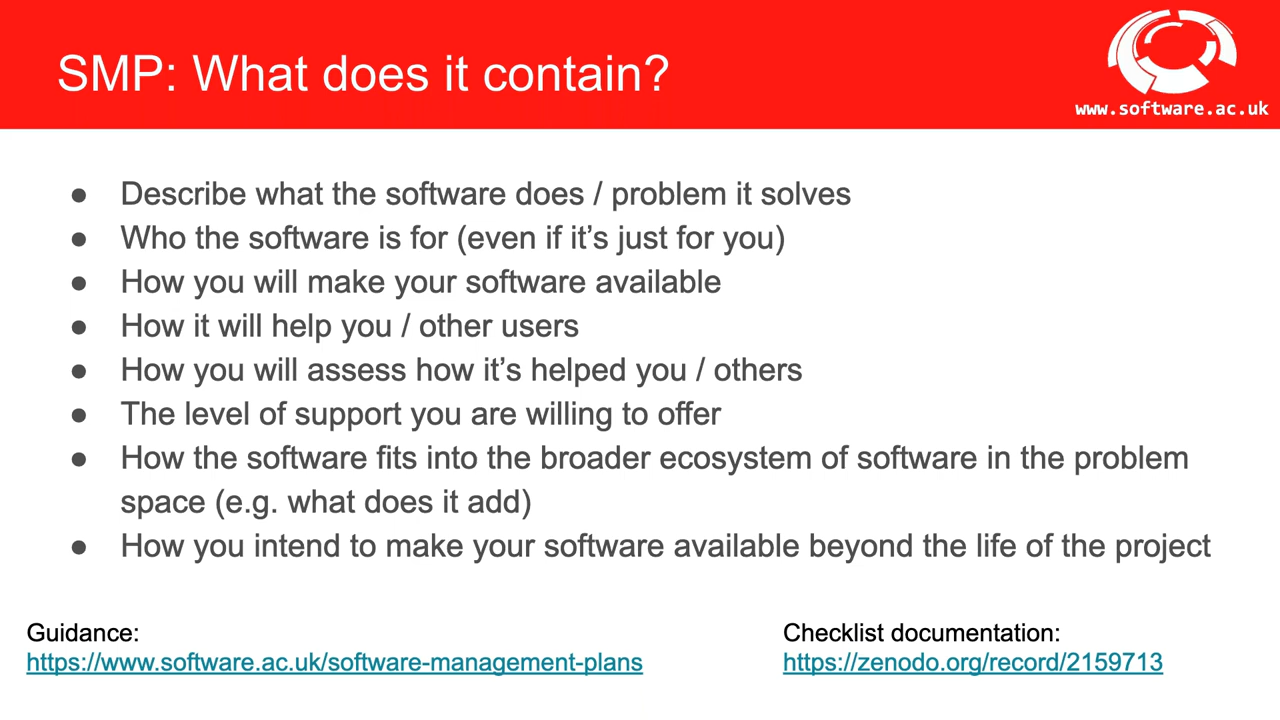 SMP: What does it contain?
www.software.ac.uk
● Describe what the software does / problem it solves
● Who the software is for (even if it’s just for you)
● How you will make your software available
● How it will help you / other users
● How you will assess how it’s helped you / others
● The level of support you are willing to offer
● How the software fits into the broader ecosystem of software in the problem
space (e.g. what does it add)
● How you intend to make your software available beyond the life of the project
Guidance:
https://www.software.ac.uk/software-management-plans
Checklist documentation:
https://zenodo.org/record/2159713